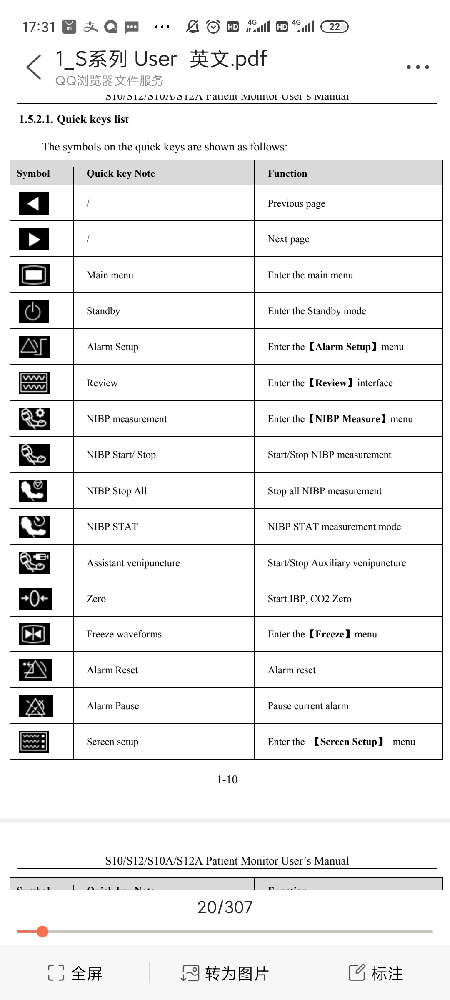 17:31 mi 支 ... HD 4G HD 4G 22
1_S系列 User 英文.pdf
QQ浏览器文件服务
S10/S12/S10A/S12A Patient Monitor User's Manual
1.5.2.1. Quick keys list
The symbols on the quick keys are shown as follows:
Symbol Quick key Note Function
/ Previous page
/ Next page
Main menu Enter the main menu
Standby Enter the Standby mode
Alarm Setup Enter the【Alarm Setup】menu
Review Enter the【Review】interface
NIBP measurement Enter the【NIBP Measure】menu
NIBP Start/ Stop Start/Stop NIBP measurement
NIBP Stop All Stop all NIBP measurement
NIBP STAT NIBP STAT measurement mode
Assistant venipuncture Start/Stop Auxiliary venipuncture
→0← Zero Start IBP, CO2 Zero
Freeze waveforms Enter the【Freeze】menu
Alarm Reset Alarm reset
Alarm Pause Pause current alarm
Screen setup Enter the 【Screen Setup】 menu
1-10
S10/S12/S10A/S12A Patient Monitor User’s Manual
Symbol Quick key Note Function
20/307
全屏 转为图片 标注